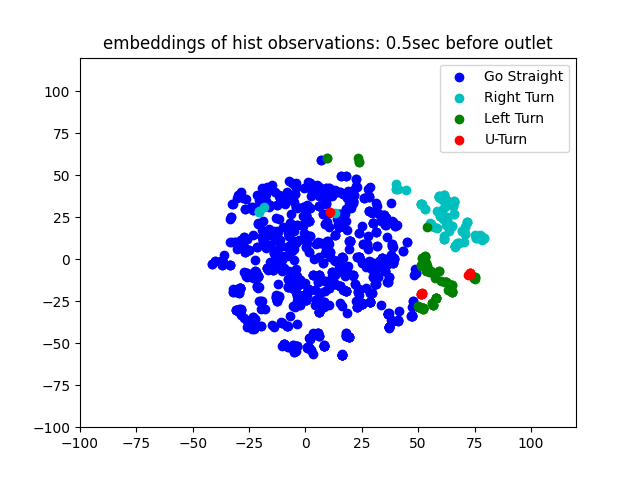 embeddings of hist observations: 0.5sec before outlet
Go Straight
Right Turn
Left Turn
U-Turn
100
75
50
25
0
−25
−50
−75
−100
−100 −75 −50 −25 0 25 50 75 100